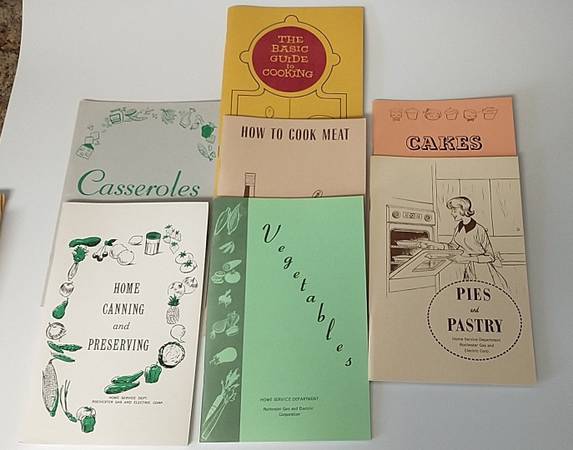 THE
BASIC
GUIDE
to
COOKING
HOW TO COOK MEAT
CAKES
Casseroles
HOME
CANNING
and
PRESERVING
HOME SERVICE DEPT.
ROCHESTER GAS AND ELECTRIC CORP.
Vegetables
HOME SERVICE DEPARTMENT
Rochester Gas and Electric
Corporation
PIES
and
PASTRY
Home Service Department
Rochester Gas and
Electric Corp.